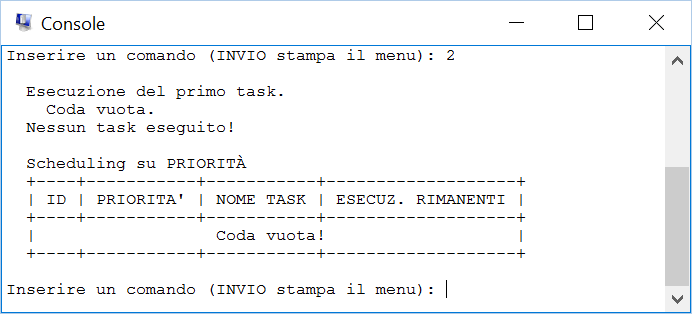 Console
Inserire un comando (INVIO stampa il menu): 2
Esecuzione del primo task.
Coda vuota.
Nessun task eseguito!
Scheduling su PRIORITÀ
+----+-----------+-----------+-------------------+
| ID | PRIORITA' | NOME TASK | ESECUZ. RIMANENTI |
+----+-----------+-----------+-------------------+
|                  Coda vuota!                   |
+----+-----------+-----------+-------------------+
Inserire un comando (INVIO stampa il menu):